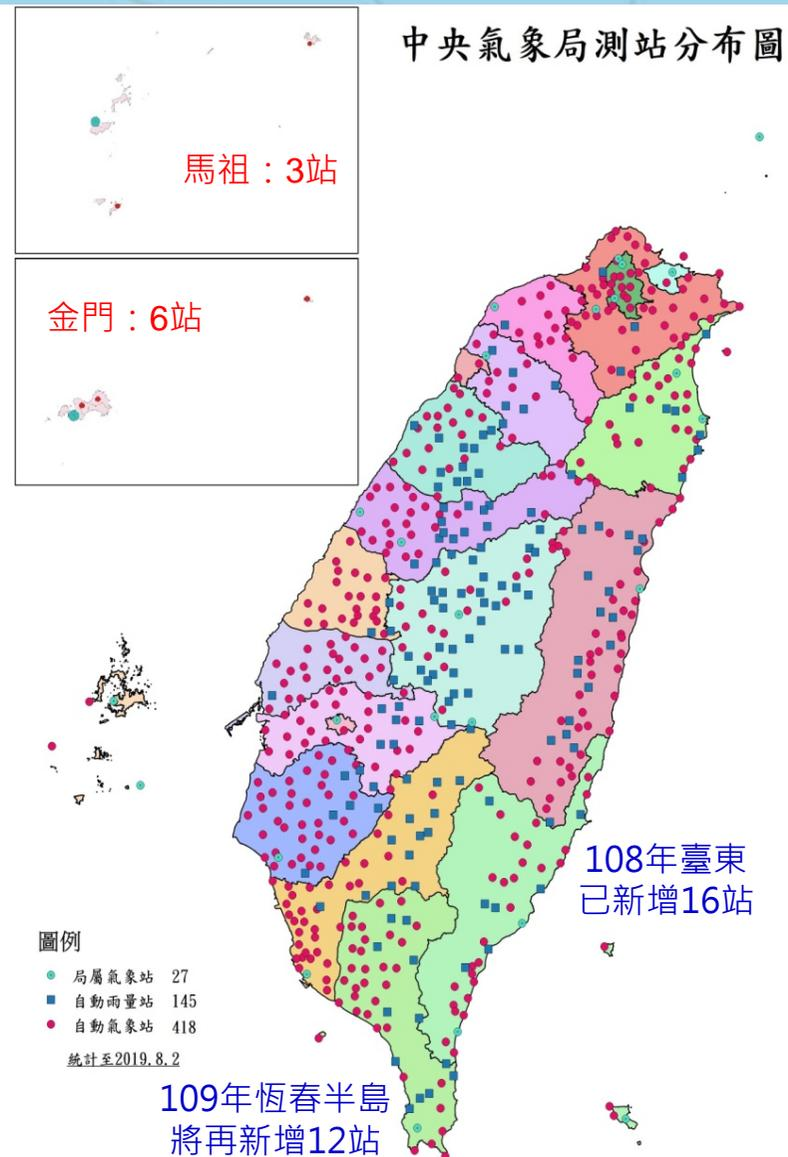 中央氣象局測站分布圖
馬祖：3站
金門：6站
108年臺東
已新增16站
圖例
局屬氣象站 27
自動雨量站 145
自動氣象站 418
統計至2019.8.2
109年恆春半島
將再新增12站